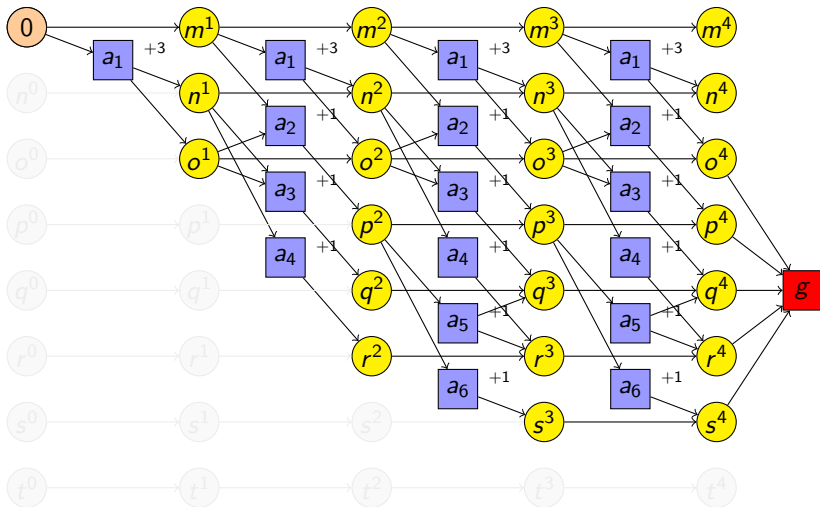 0 m¹ m² m³ m⁴
a₁ +3 a₁ +3 a₁ +3 a₁ +3
n⁰ n¹ n² n³ n⁴
a₂ +1 a₂ +1 a₂ +1
o⁰ o¹ o² o³ o⁴
a₃ +1 a₃ +1 a₃ +1
p⁰ p¹ p² p³ p⁴
a₄ +1 a₄ +1 a₄ +1
q⁰ q¹ q² q³ q⁴ g
a₅ +1 a₅ +1
r⁰ r¹ r² r³ r⁴
a₆ +1 a₆ +1
s⁰ s¹ s² s³ s⁴
t⁰ t¹ t² t³ t⁴